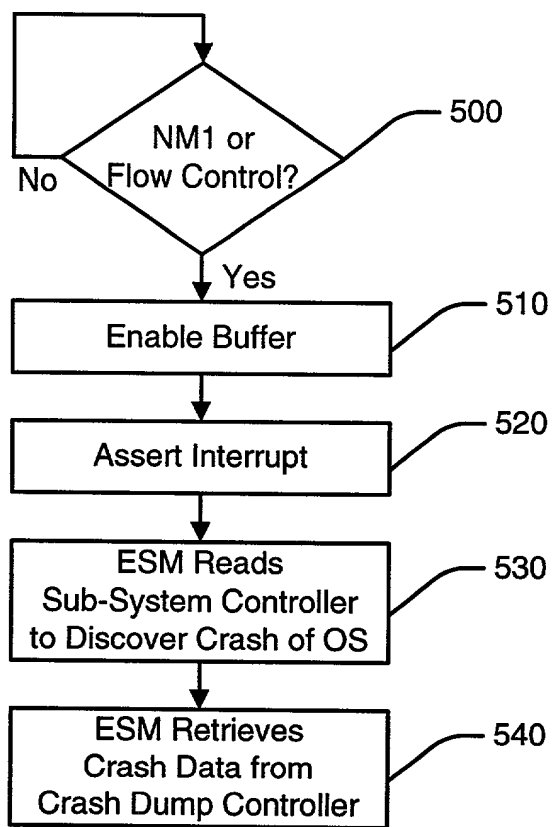 NM1 or
Flow Control?
500
No
Yes
Enable Buffer
510
Assert Interrupt
520
ESM Reads
Sub-System Controller
to Discover Crash of OS
530
ESM Retrieves
Crash Data from
Crash Dump Controller
540